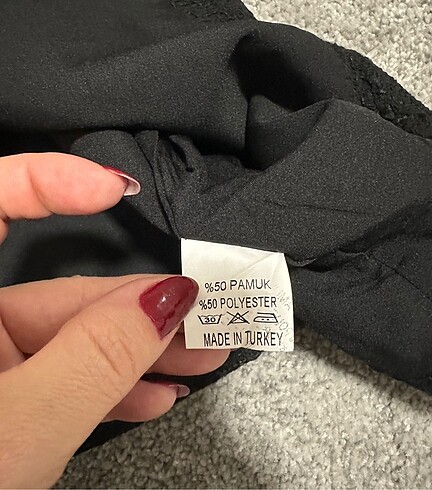 %50 PAMUK
%50 POLYESTER
30
MADE IN TURKEY